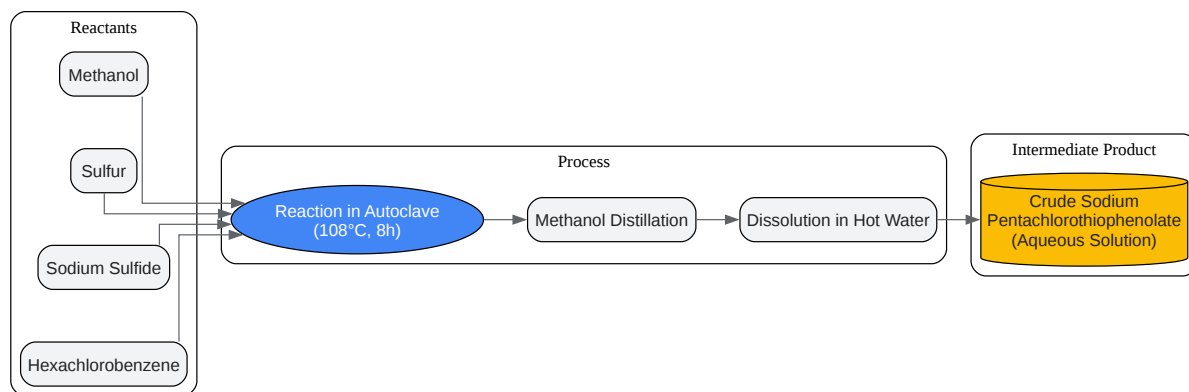 Reactants
Methanol
Sulfur
Sodium Sulfide
Hexachlorobenzene
Process
Reaction in Autoclave
(108°C, 8h)
Methanol Distillation
Dissolution in Hot Water
Intermediate Product
Crude Sodium
Pentachlorothiophenolate
(Aqueous Solution)